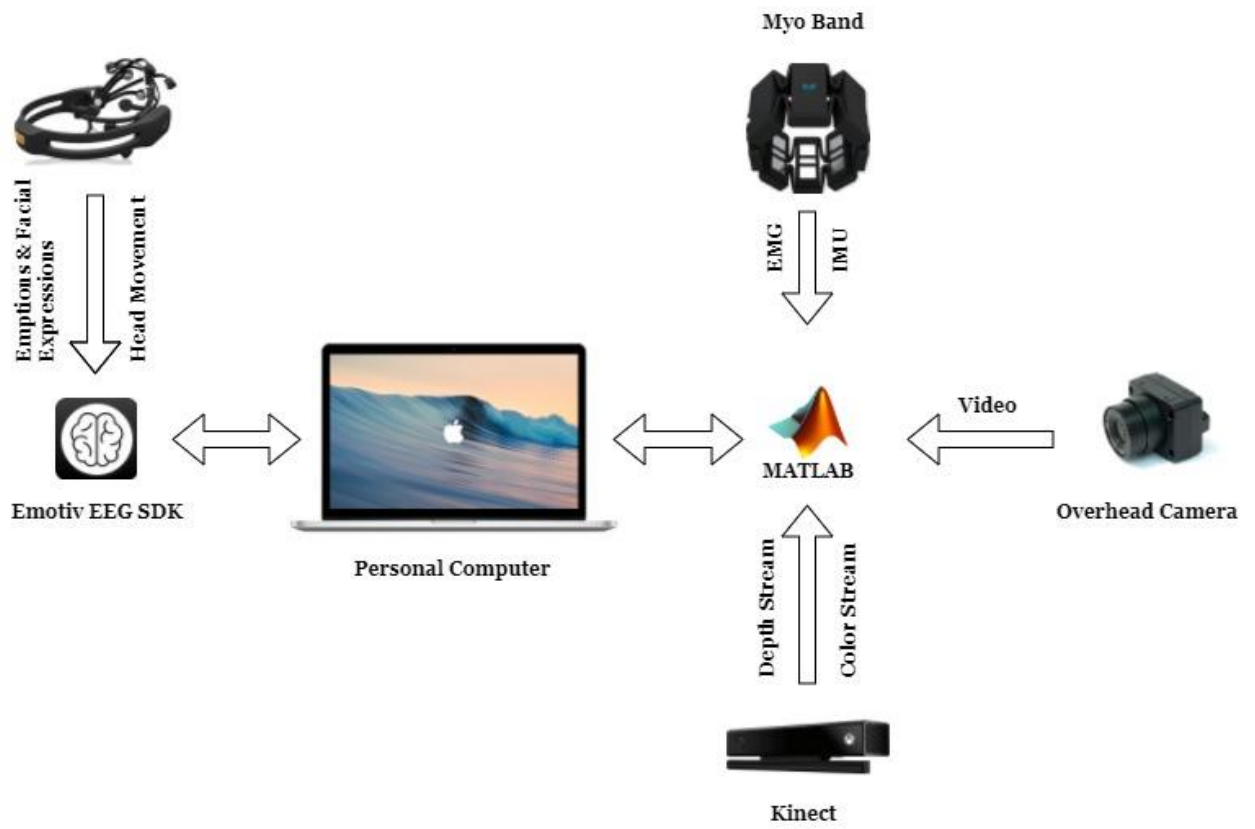 Myo Band
Emptions & Facial
Expressions
Head Movement
EMG
IMU
Video
MATLAB
Emotiv EEG SDK
Overhead Camera
Personal Computer
Depth Stream
Color Stream
Kinect